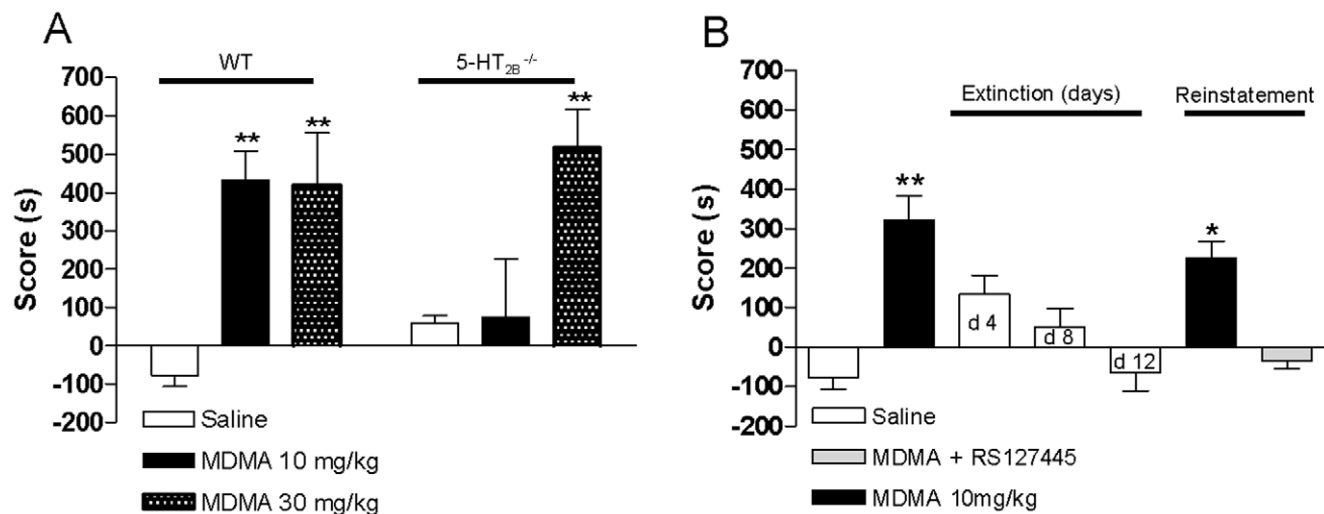 A
WT
5-HT2B-/-
700
600
500
400
300
200
100
0
-100
-200
Score (s)
**
**
**
Saline
MDMA 10 mg/kg
MDMA 30 mg/kg
B
Extinction (days)
Reinstatement
700
600
500
400
300
200
100
0
-100
-200
Score (s)
**
*
d 4
d 8
d 12
Saline
MDMA + RS127445
MDMA 10mg/kg